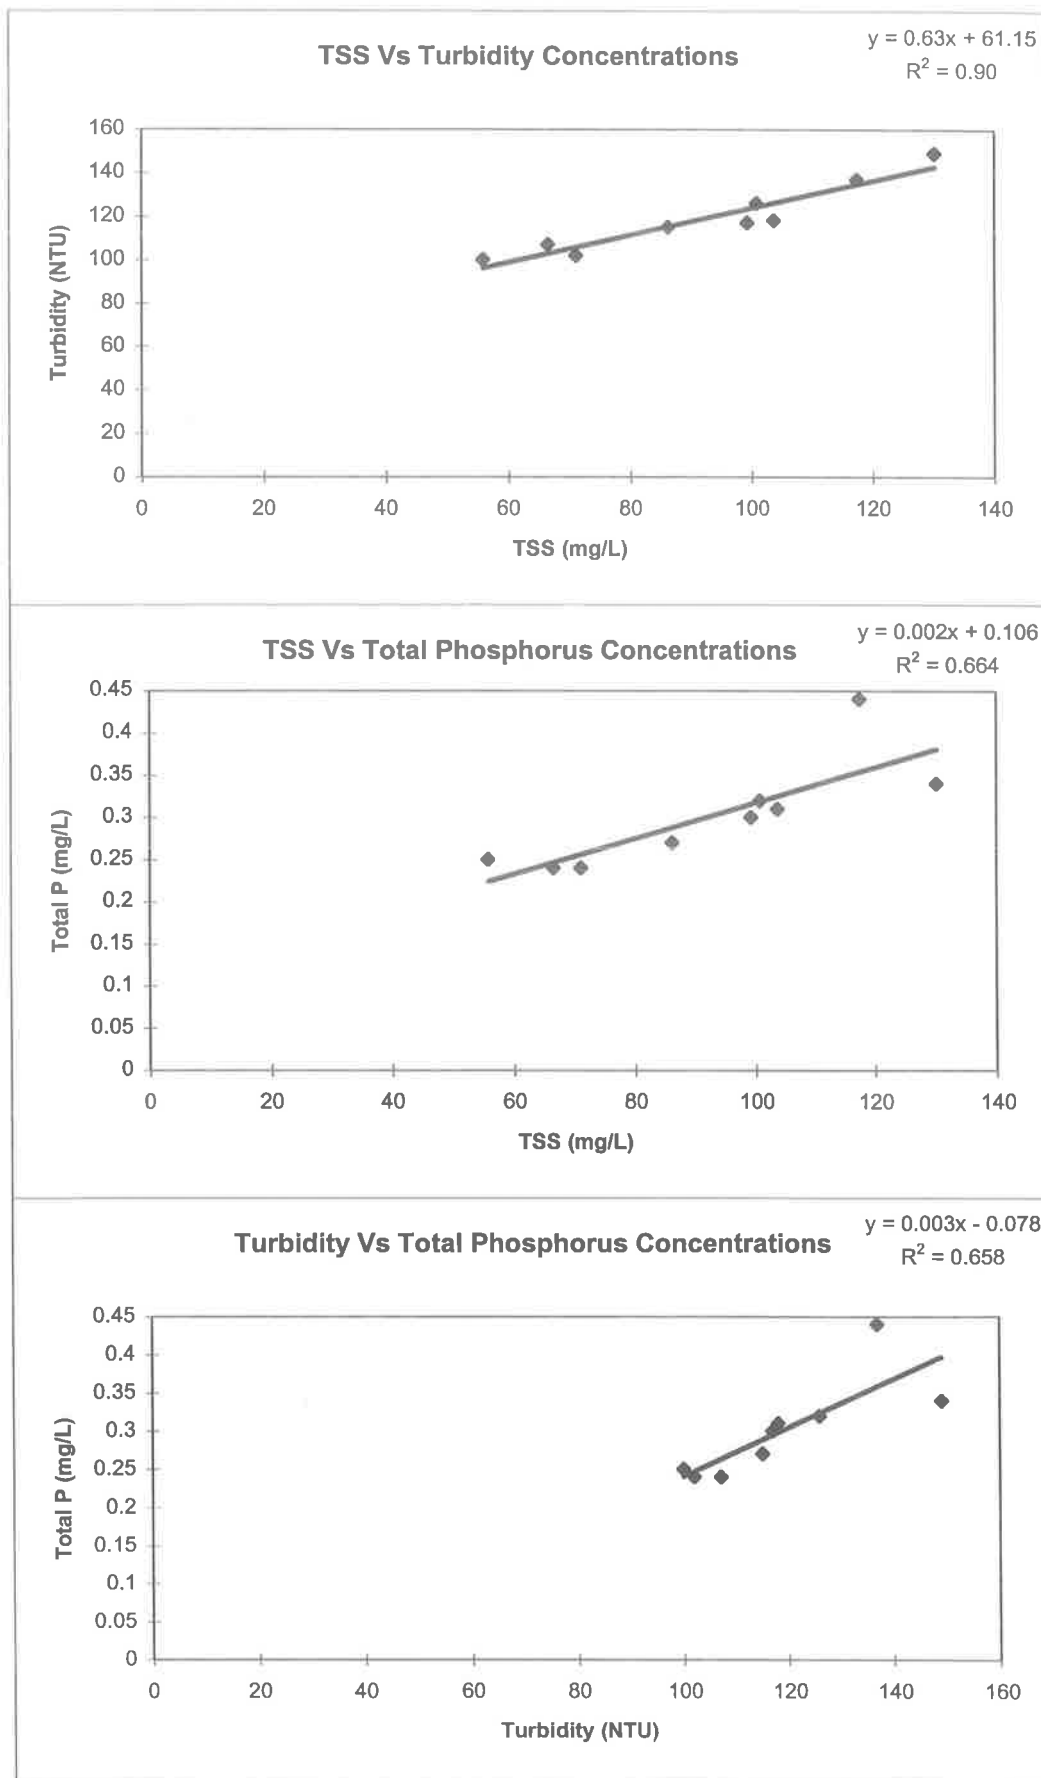 TSS Vs Turbidity Concentrations
y = 0.63x + 61.15
R² = 0.90
160
140
120
100
80
60
40
20
0
Turbidity (NTU)
0 20 40 60 80 100 120 140
TSS (mg/L)
TSS Vs Total Phosphorus Concentrations
y = 0.002x + 0.106
R² = 0.664
0.45
0.4
0.35
0.3
0.25
0.2
0.15
0.1
0.05
0
Total P (mg/L)
0 20 40 60 80 100 120 140
TSS (mg/L)
Turbidity Vs Total Phosphorus Concentrations
y = 0.003x - 0.078
R² = 0.658
0.45
0.4
0.35
0.3
0.25
0.2
0.15
0.1
0.05
0
Total P (mg/L)
0 20 40 60 80 100 120 140 160
Turbidity (NTU)